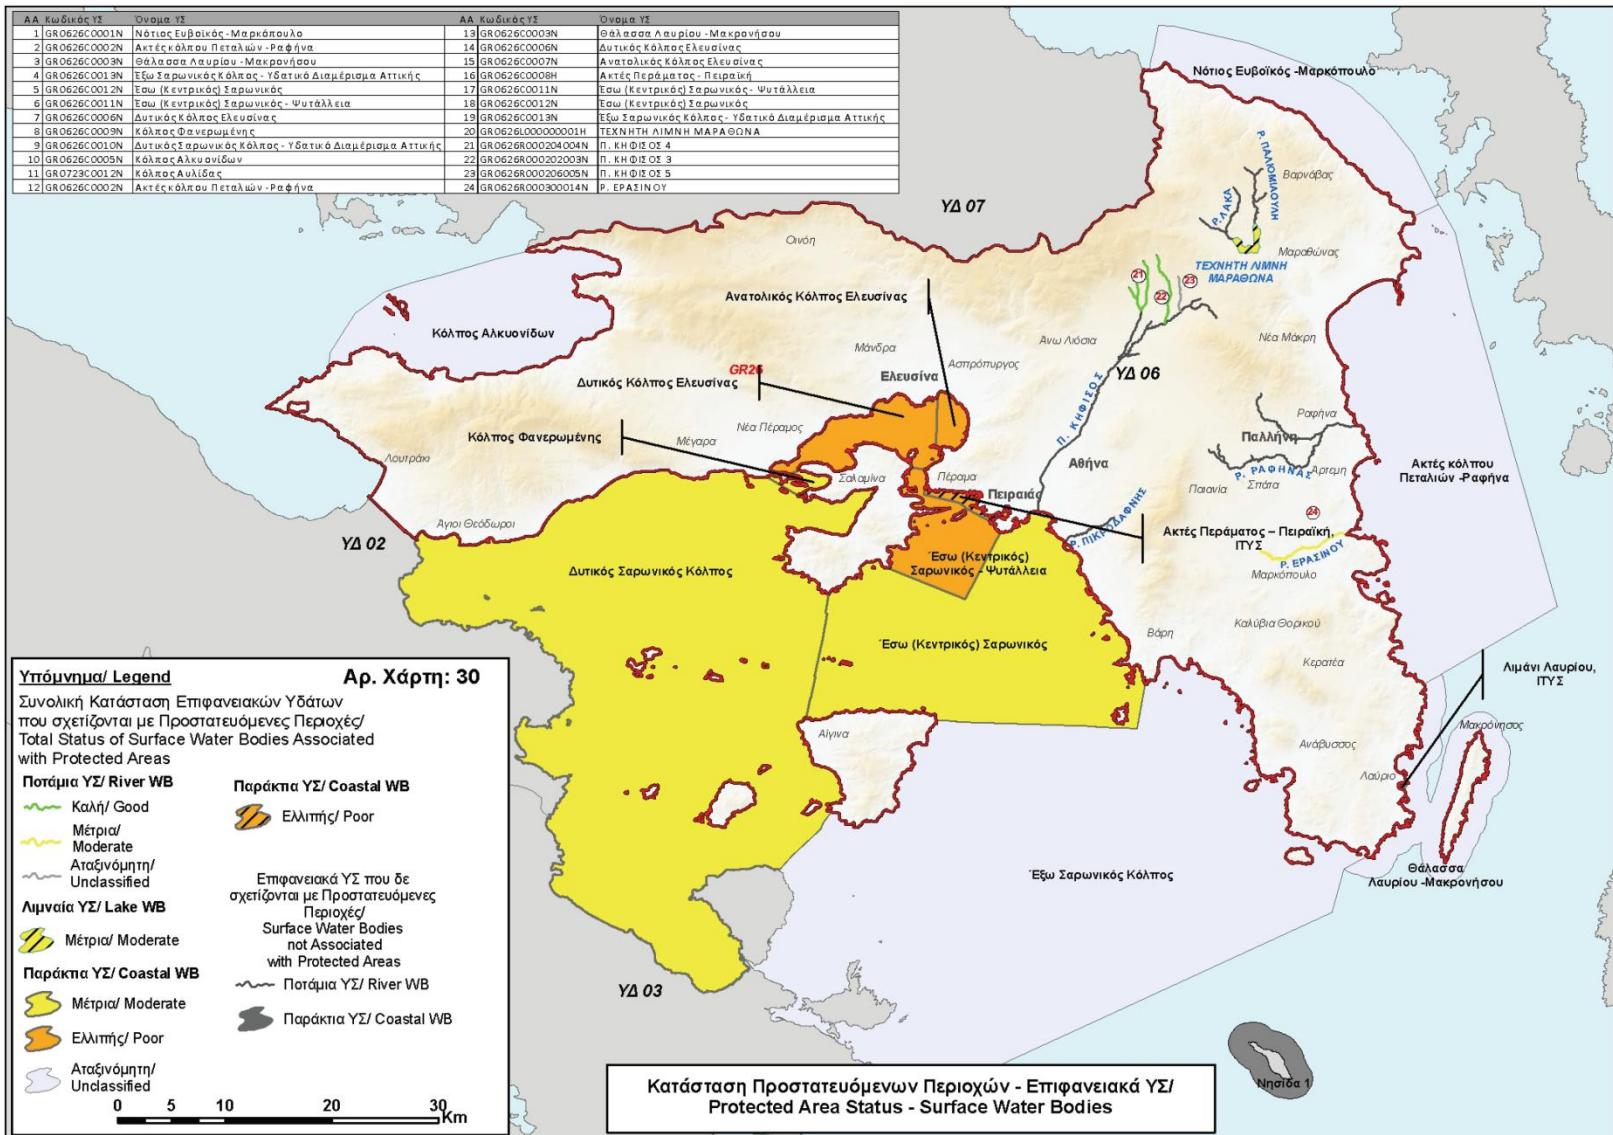 ΑΑ Κωδικός ΥΣ Όνομα ΥΣ ΑΑ Κωδικός ΥΣ Όνομα ΥΣ
1 GR0626C0001N Νότιος Ευβοϊκός - Μαρκόπουλο 13 GR0626C0003N Θάλασσα Λαυρίου - Μακρονήσου
2 GR0626C0002N Ακτές κόλπου Πεταλιών - Ραφήνα 14 GR0626C0006N Δυτικός Κόλπος Ελευσίνας
3 GR0626C0003N Θάλασσα Λαυρίου - Μακρονήσου 15 GR0626C0007N Ανατολικός Κόλπος Ελευσίνας
4 GR0626C0013N Έξω Σαρωνικός Κόλπος - Υδατικό Διαμέρισμα Αττικής 16 GR0626C0008H Ακτές Περάματος - Πειραϊκή
5 GR0626C0012N Έσω (Κεντρικός) Σαρωνικός 17 GR0626C0011N Έσω (Κεντρικός) Σαρωνικός - Ψυτάλλεια
6 GR0626C0011N Έσω (Κεντρικός) Σαρωνικός - Ψυτάλλεια 18 GR0626C0012N Έσω (Κεντρικός) Σαρωνικός
7 GR0626C0006N Δυτικός Κόλπος Ελευσίνας 19 GR0626C0013N Έξω Σαρωνικός Κόλπος - Υδατικό Διαμέρισμα Αττικής
8 GR0626C0009N Κόλπος Φανερωμένης 20 GR0626L000000001H ΤΕΧΝΗΤΗ ΛΙΜΝΗ ΜΑΡΑΘΩΝΑ
9 GR0626C0010N Δυτικός Σαρωνικός Κόλπος - Υδατικό Διαμέρισμα Αττικής 21 GR0626R000204004N Π. ΚΗΦΙΣΟΣ 4
10 GR0626C0005N Κόλπος Αλκυονίδων 22 GR0626R000202003N Π. ΚΗΦΙΣΟΣ 3
11 GR0723C0012N Κόλπος Αυλίδας 23 GR0626R000206005N Π. ΚΗΦΙΣΟΣ 5
12 GR0626C0002N Ακτές κόλπου Πεταλιών - Ραφήνα 24 GR0626R000300014N Ρ. ΕΡΑΣΙΝΟΥ
Νότιος Ευβοϊκός -Μαρκόπουλο
Ρ. ΠΑΛΙΟΜΙΛΟΥΛΗ
Βαρνάβας
ΥΔ 07
Ρ. ΛΑΚΑ
Οινόη
Μαραθώνας
ΤΕΧΝΗΤΗ ΛΙΜΝΗ
ΜΑΡΑΘΩΝΑ
21
22
23
Ανατολικός Κόλπος Ελευσίνας
Κόλπος Αλκυονίδων
Άνω Λιόσια
Νέα Μάκρη
Μάνδρα
Ασπρόπυργος
GR26
Ελευσίνα
ΥΔ 06
Δυτικός Κόλπος Ελευσίνας
Π. ΚΗΦΙΣΟΣ
Ραφήνα
Νέα Πέραμος
Κόλπος Φανερωμένης
Μέγαρα
Παλλήνη
Λουτράκι
Αθήνα
Ακτές κόλπου
Πεταλιών -Ραφήνα
Ρ. ΡΑΦΗΝΑΣ
Άρτεμη
Σαλαμίνα
Πέραμα
Παιανία
Σπάτα
Πειραιάς
Άγιοι Θεόδωροι
Ρ. ΠΙΚΡΟΔΑΦΝΗΣ
24
Ακτές Περάματος – Πειραϊκή,
ΙΤΥΣ
ΥΔ 02
Έσω (Κεντρικός)
Σαρωνικός - Ψυτάλλεια
Ρ. ΕΡΑΣΙΝΟΥ
Δυτικός Σαρωνικός Κόλπος
Μαρκόπουλο
Καλύβια Θορικού
Βάρη
Έσω (Κεντρικός) Σαρωνικός
Κερατέα
Λιμάνι Λαυρίου,
ΙΤΥΣ
Μακρόνησος
Αίγινα
Ανάβυσσος
Λαύριο
Έξω Σαρωνικός Κόλπος
Θάλασσα
Λαυρίου -Μακρονήσου
ΥΔ 03
Νησίδα 1
Υπόμνημα/ Legend Αρ. Χάρτη: 30
Συνολική Κατάσταση Επιφανειακών Υδάτων
που σχετίζονται με Προστατευόμενες Περιοχές/
Total Status of Surface Water Bodies Associated
with Protected Areas
Ποτάμια ΥΣ/ River WB
Καλή/ Good
Μέτρια/
Moderate
Αταξινόμητη/
Unclassified
Λιμναία ΥΣ/ Lake WB
Μέτρια/ Moderate
Παράκτια ΥΣ/ Coastal WB
Μέτρια/ Moderate
Ελλιπής/ Poor
Αταξινόμητη/
Unclassified
Παράκτια ΥΣ/ Coastal WB
Ελλιπής/ Poor
Επιφανειακά ΥΣ που δε
σχετίζονται με Προστατευόμενες
Περιοχές/
Surface Water Bodies
not Associated
with Protected Areas
Ποτάμια ΥΣ/ River WB
Παράκτια ΥΣ/ Coastal WB
0 5 10 20 30 Km
Κατάσταση Προστατευόμενων Περιοχών - Επιφανειακά ΥΣ/
Protected Area Status - Surface Water Bodies